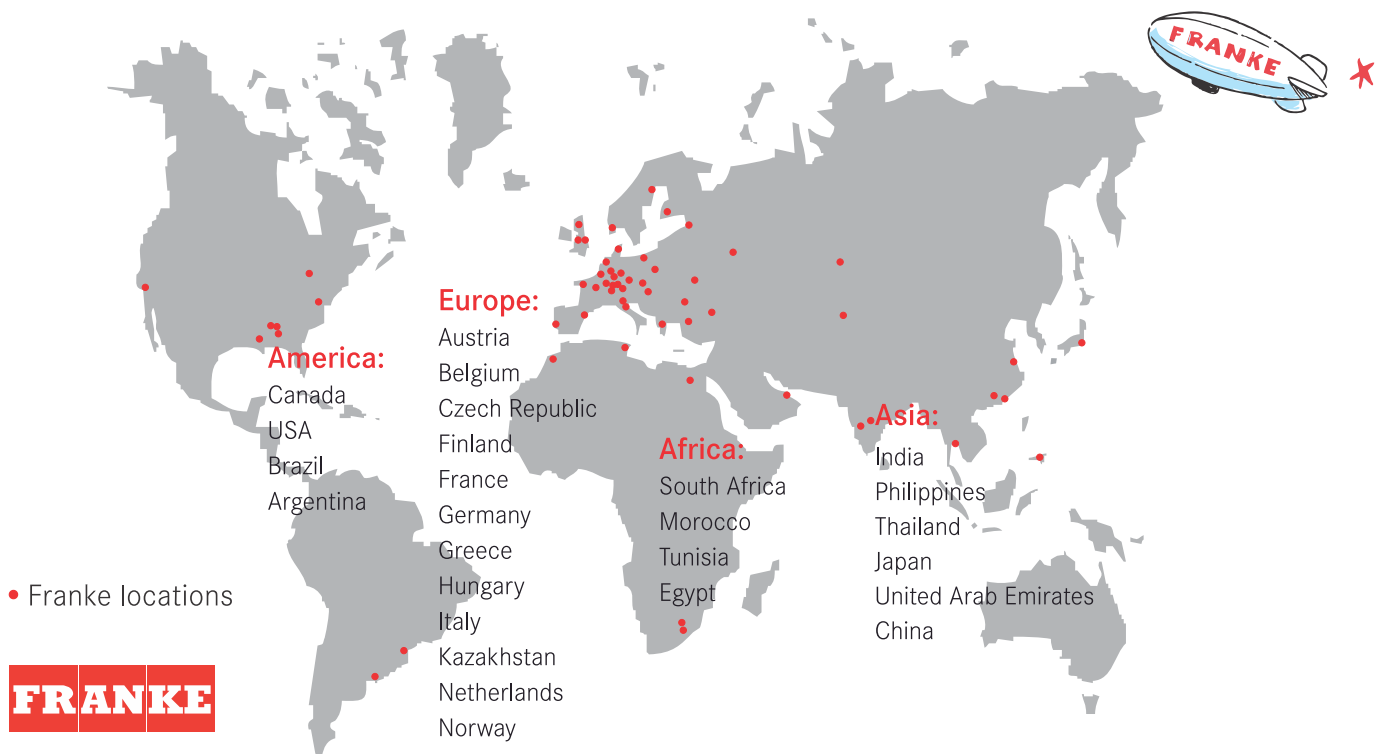 FRANKE
America:
Canada
USA
Brazil
Argentina
Europe:
Austria
Belgium
Czech Republic
Finland
France
Germany
Greece
Hungary
Italy
Kazakhstan
Netherlands
Norway
Africa:
South Africa
Morocco
Tunisia
Egypt
Asia:
India
Philippines
Thailand
Japan
United Arab Emirates
China
Franke locations
FRANKE